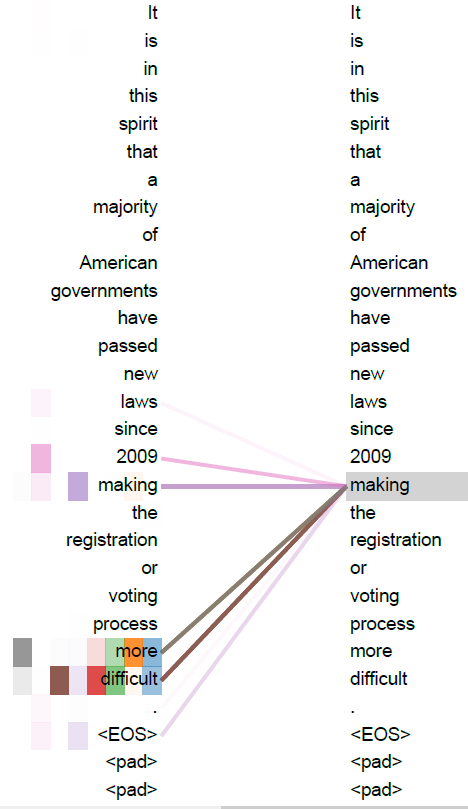 It It
is is
in in
this this
spirit spirit
that that
a a
majority majority
of of
American American
governments governments
have have
passed passed
new new
laws laws
since since
2009 2009
making making
the the
registration registration
or or
voting voting
process process
more more
difficult difficult
. .
<EOS> <EOS>
<pad> <pad>
<pad> <pad>